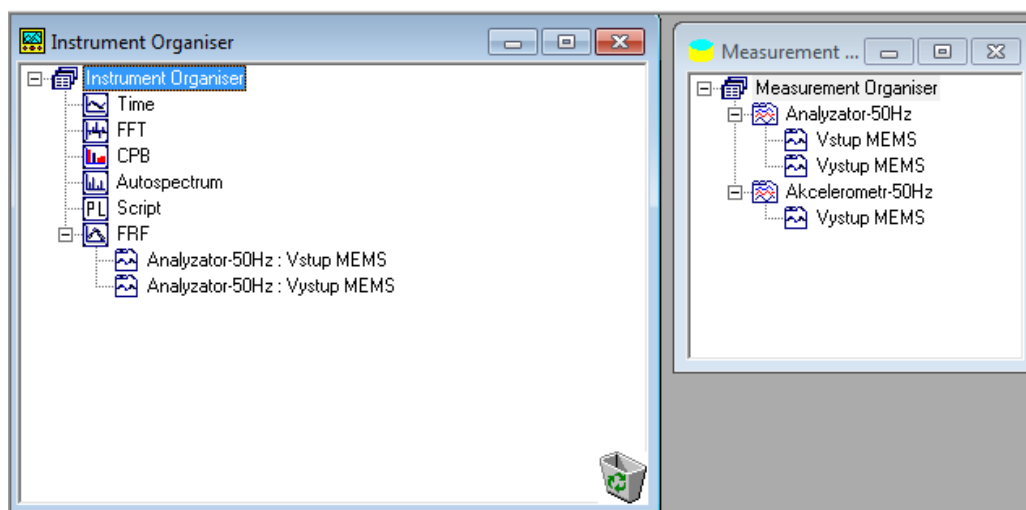 Instrument Organiser
Instrument Organiser
Time
FFT
CPB
Autospectrum
PL Script
FRF
Analyzator-50Hz : Vstup MEMS
Analyzator-50Hz : Vystup MEMS
Measurement ...
Measurement Organiser
Analyzator-50Hz
Vstup MEMS
Vystup MEMS
Akcelerometr-50Hz
Vystup MEMS